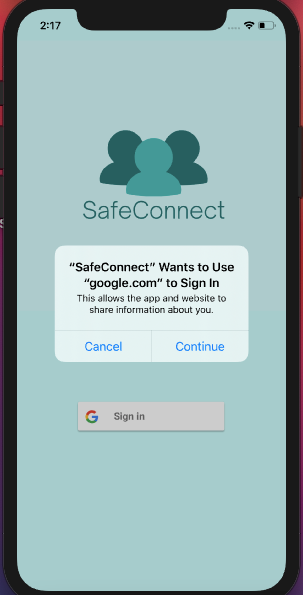 2:17
SafeConnect
“SafeConnect” Wants to Use
“google.com” to Sign In
This allows the app and website to
share information about you.
Cancel Continue
Sign in